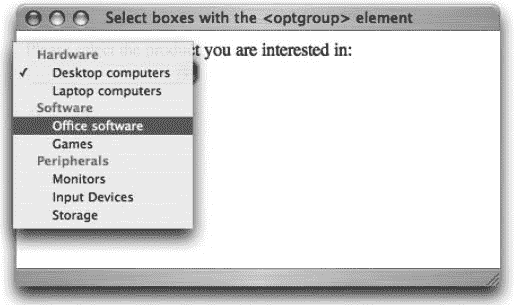 Select boxes with the <optgroup> element
you are interested in:
Hardware
Desktop computers
Laptop computers
Software
Office software
Games
Peripherals
Monitors
Input Devices
Storage